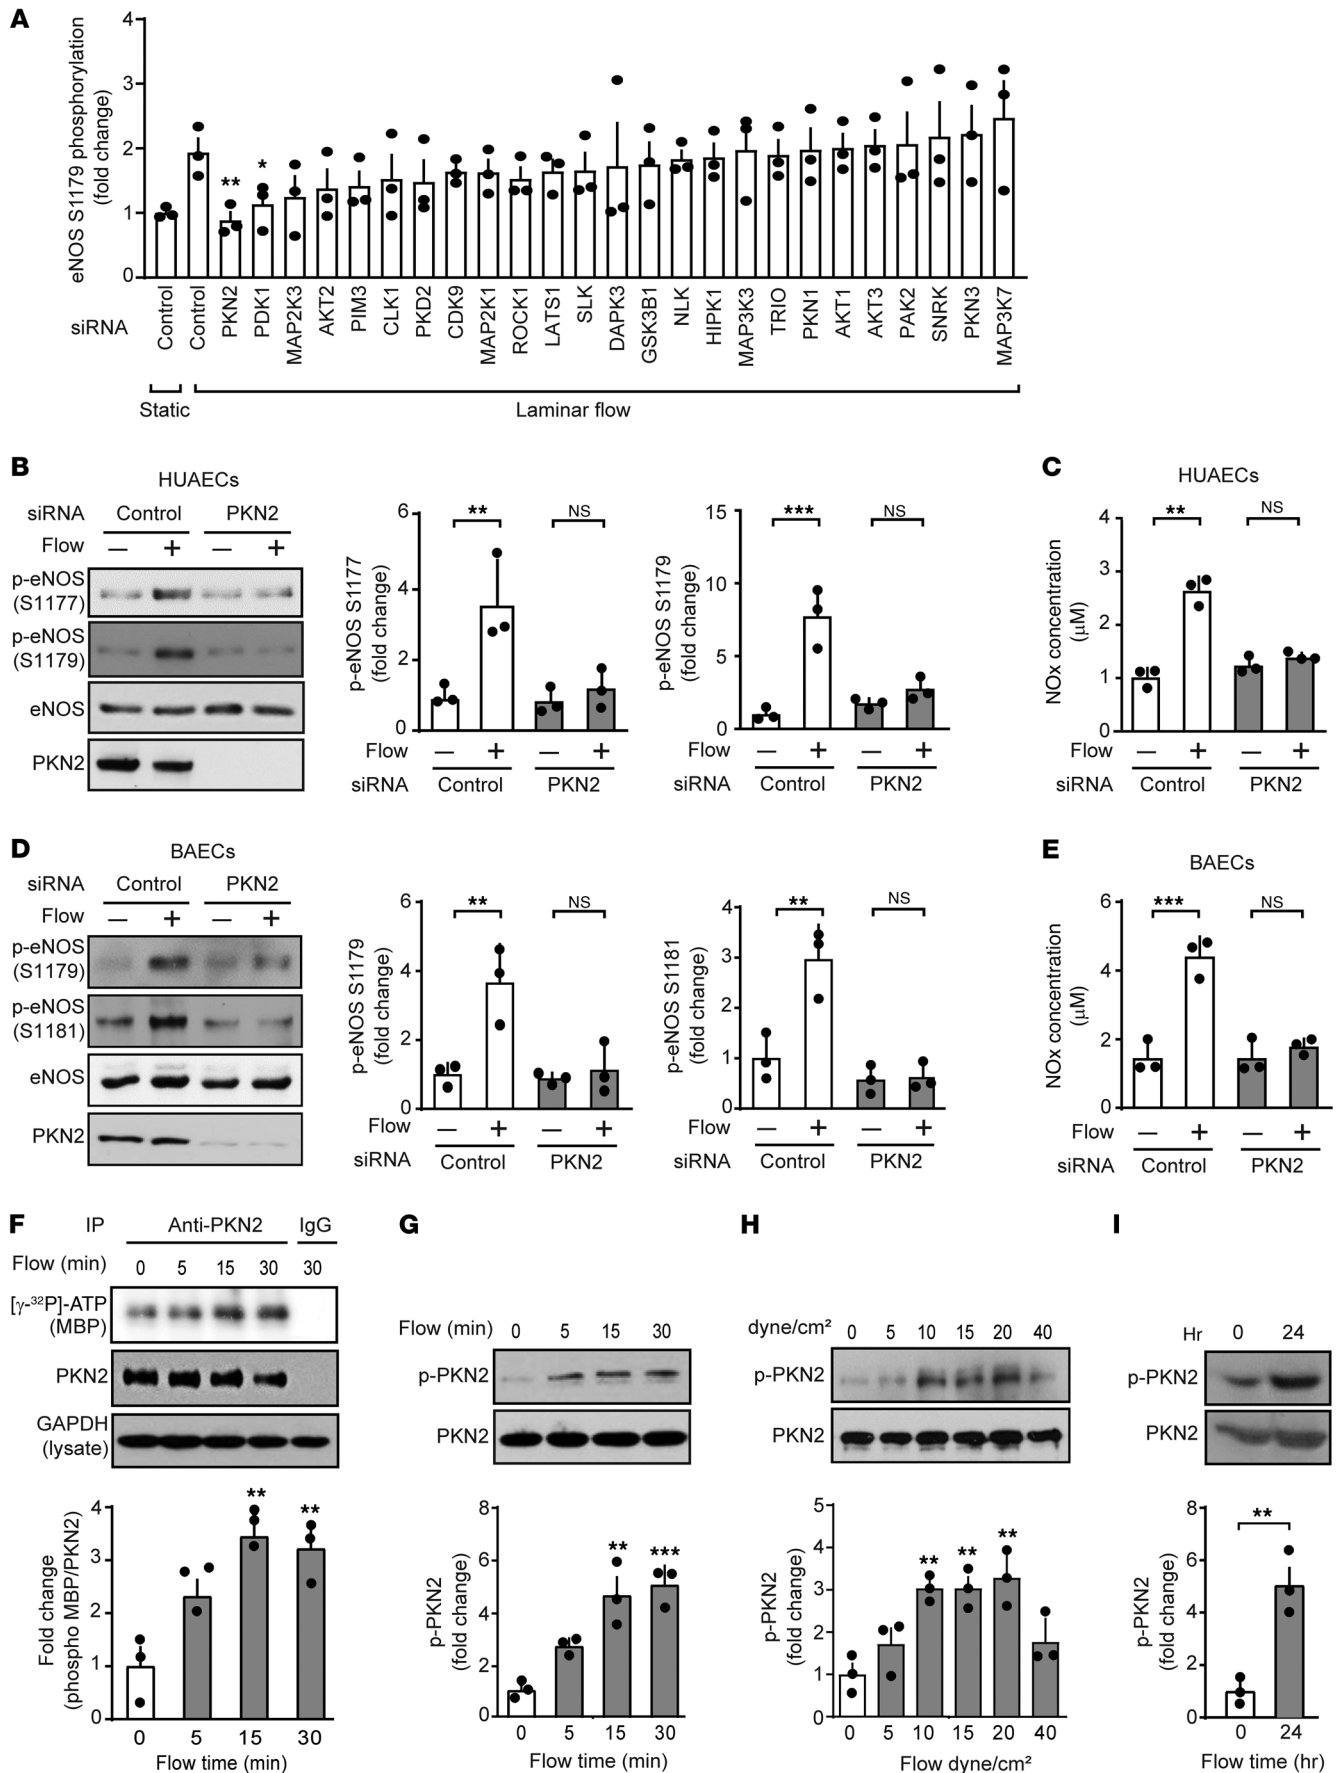 A
eNOS S1179 phosphorylation
(fold change)
4
3
2
1
0
** *
siRNA
Control
Control
PKN2
PDK1
MAP2K3
AKT2
PIM3
CLK1
PKD2
CDK9
MAP2K1
ROCK1
LATS1
SLK
DAPK3
GSK3B1
NLK
HIPK1
MAP3K3
TRIO
PKN1
AKT1
AKT3
PAK2
SNRK
PKN3
MAP3K7
Static Laminar flow
B
HUAECs
siRNA Control PKN2
Flow — + — +
p-eNOS
(S1177)
p-eNOS
(S1179)
eNOS
PKN2
p-eNOS S1177
(fold change)
6
4
2
0
** NS
Flow — + — +
siRNA Control PKN2
p-eNOS S1179
(fold change)
15
10
5
0
*** NS
Flow — + — +
siRNA Control PKN2
C
HUAECs
NOx concentration
(µM)
4
3
2
1
0
** NS
Flow — + — +
siRNA Control PKN2
D
BAECs
siRNA Control PKN2
Flow — + — +
p-eNOS
(S1179)
p-eNOS
(S1181)
eNOS
PKN2
p-eNOS S1179
(fold change)
6
4
2
0
** NS
Flow — + — +
siRNA Control PKN2
p-eNOS S1181
(fold change)
4
3
2
1
0
** NS
Flow — + — +
siRNA Control PKN2
E
BAECs
NOx concentration
(µM)
6
4
2
0
*** NS
Flow — + — +
siRNA Control PKN2
F
IP Anti-PKN2 IgG
Flow (min) 0 5 15 30 30
[γ-³²P]-ATP
(MBP)
PKN2
GAPDH
(lysate)
Fold change
(phospho MBP/PKN2)
4
3
2
1
0
** **
0 5 15 30
Flow time (min)
G
Flow (min) 0 5 15 30
p-PKN2
PKN2
p-PKN2
(fold change)
8
6
4
2
0
** ***
0 5 15 30
Flow time (min)
H
dyne/cm² 0 5 10 15 20 40
p-PKN2
PKN2
p-PKN2
(fold change)
5
4
3
2
1
0
** ** **
0 5 10 15 20 40
Flow dyne/cm²
I
Hr 0 24
p-PKN2
PKN2
p-PKN2
(fold change)
8
6
4
2
0
**
0 24
Flow time (hr)